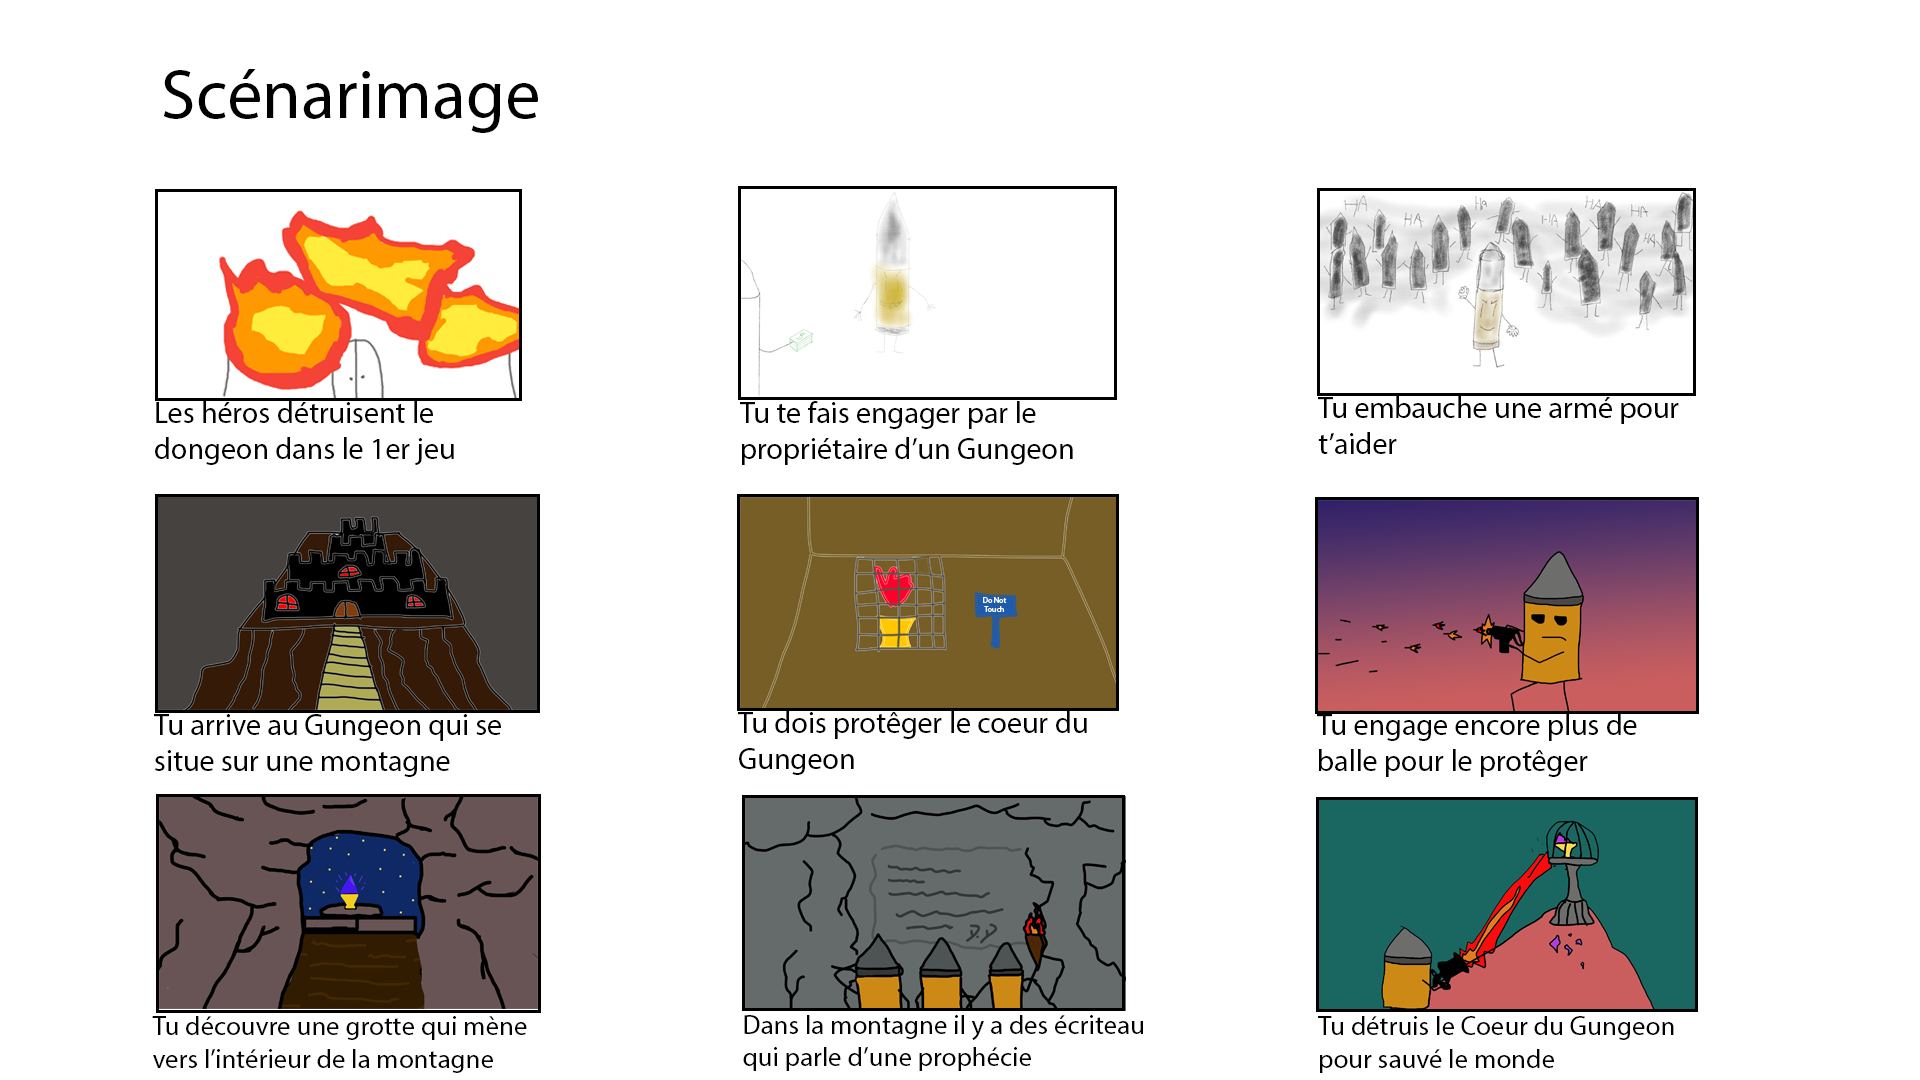 Scénarimage
Les héros détruisent le
dongeon dans le 1er jeu
Tu te fais engager par le
propriétaire d’un Gungeon
HA
HA
Ha
HA
HA
HA
HA
Tu embauche une armé pour
t’aider
Tu arrive au Gungeon qui se
situe sur une montagne
Do Not
Touch
Tu dois protêger le coeur du
Gungeon
Tu engage encore plus de
balle pour le protêger
Tu découvre une grotte qui mène
vers l’intérieur de la montagne
D.D
Dans la montagne il y a des écriteau
qui parle d’une prophécie
Tu détruis le Coeur du Gungeon
pour sauvé le monde